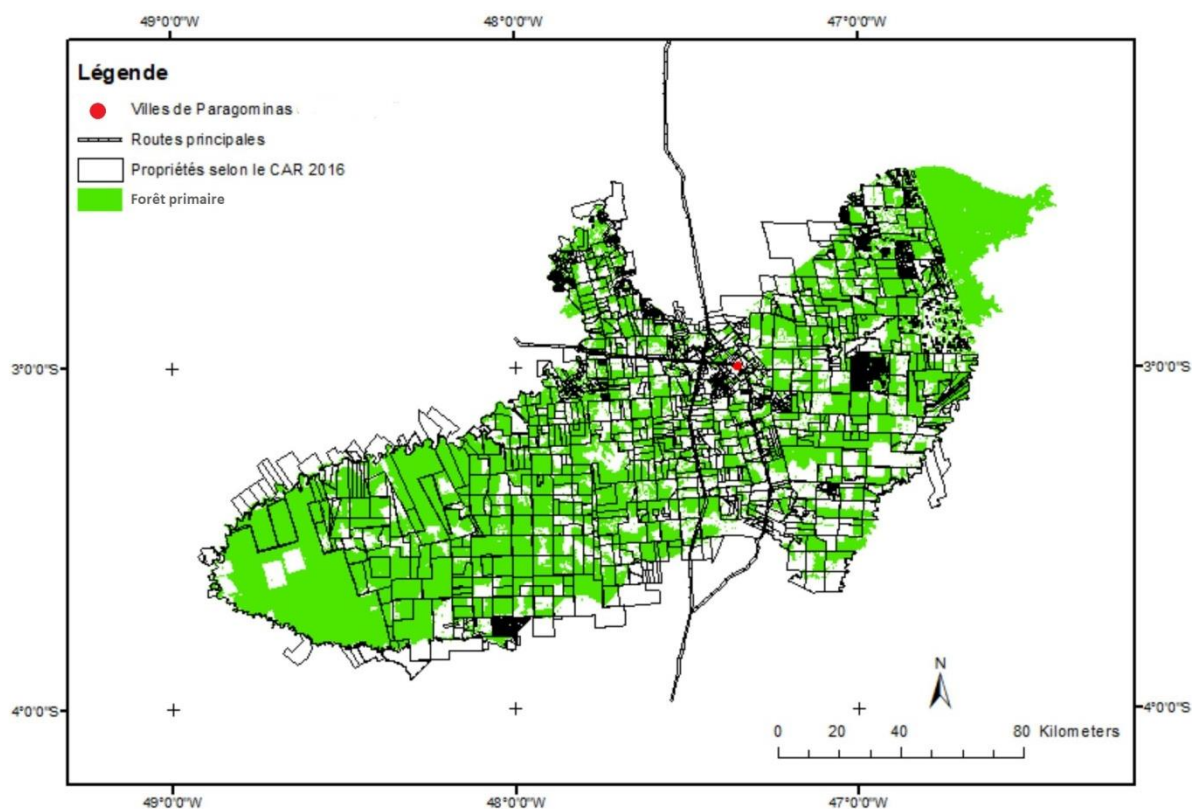 49°0'0"W 48°0'0"W 47°0'0"W
Légende
Villes de Paragominas
Routes principales
Propriétés selon le CAR 2016
Forêt primaire
3°0'0"S 3°0'0"S
N
4°0'0"S 4°0'0"S
0 20 40 80 Kilometers
49°0'0"W 48°0'0"W 47°0'0"W